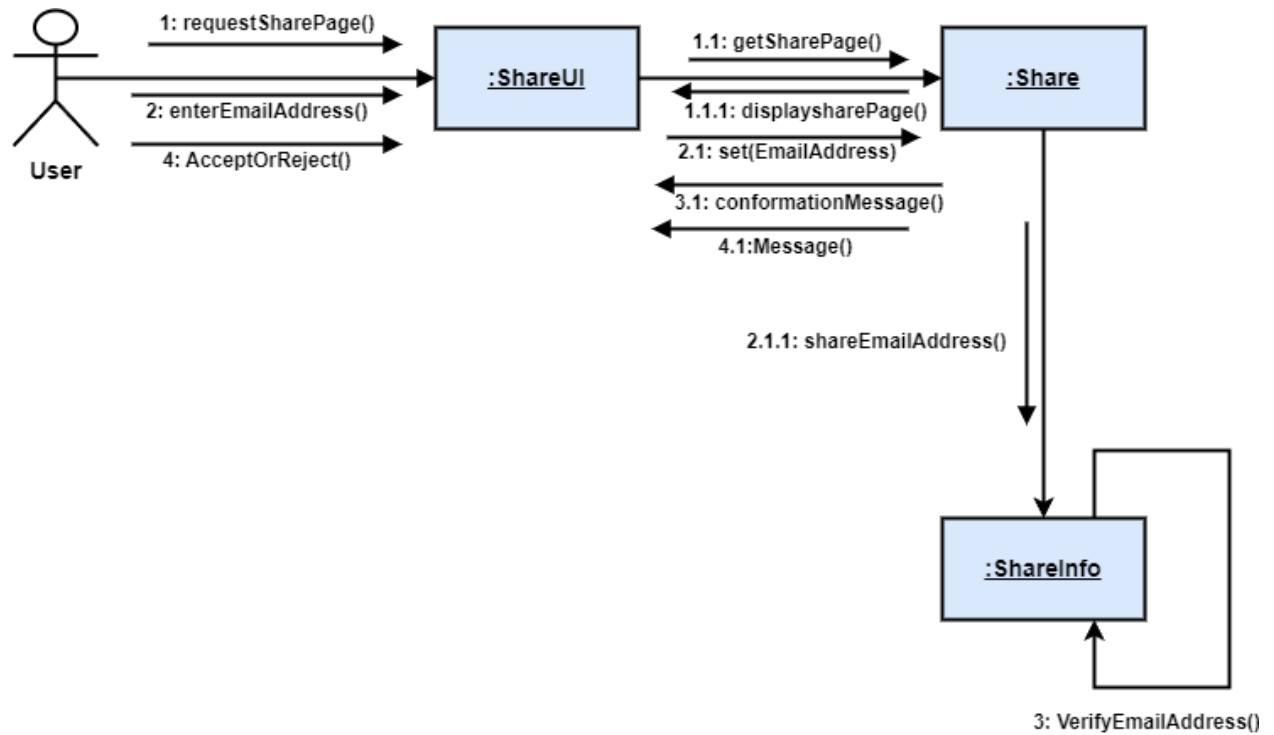 1: requestSharePage()
:ShareUI
1.1: getSharePage()
:Share
2: enterEmailAddress()
1.1.1: displaysharePage()
4: AcceptOrReject()
2.1: set(EmailAddress)
User
3.1: conformationMessage()
4.1:Message()
2.1.1: shareEmailAddress()
:ShareInfo
3: VerifyEmailAddress()